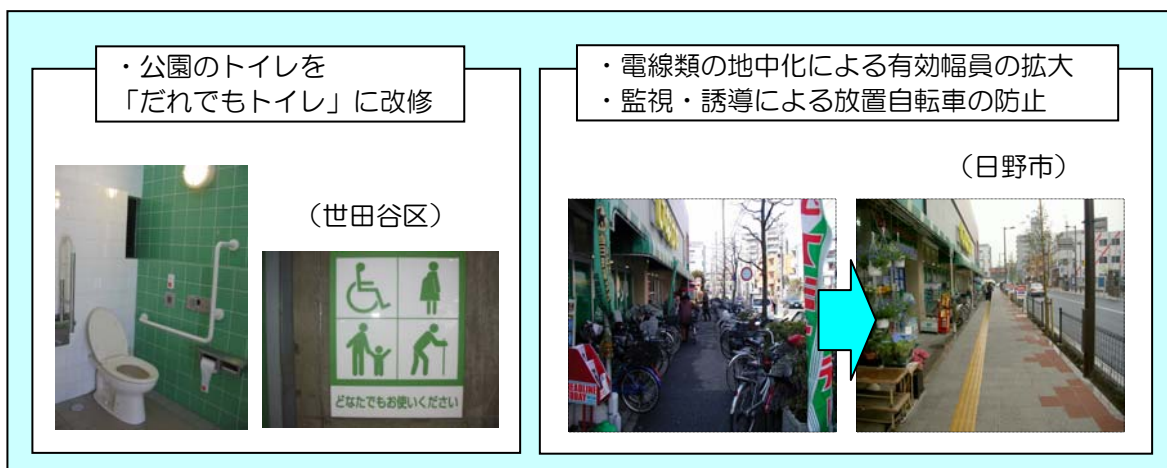 ・公園のトイレを
「だれでもトイレ」に改修
（世田谷区）
どなたでもお使いください
・電線類の地中化による有効幅員の拡大
・監視・誘導による放置自転車の防止
（日野市）